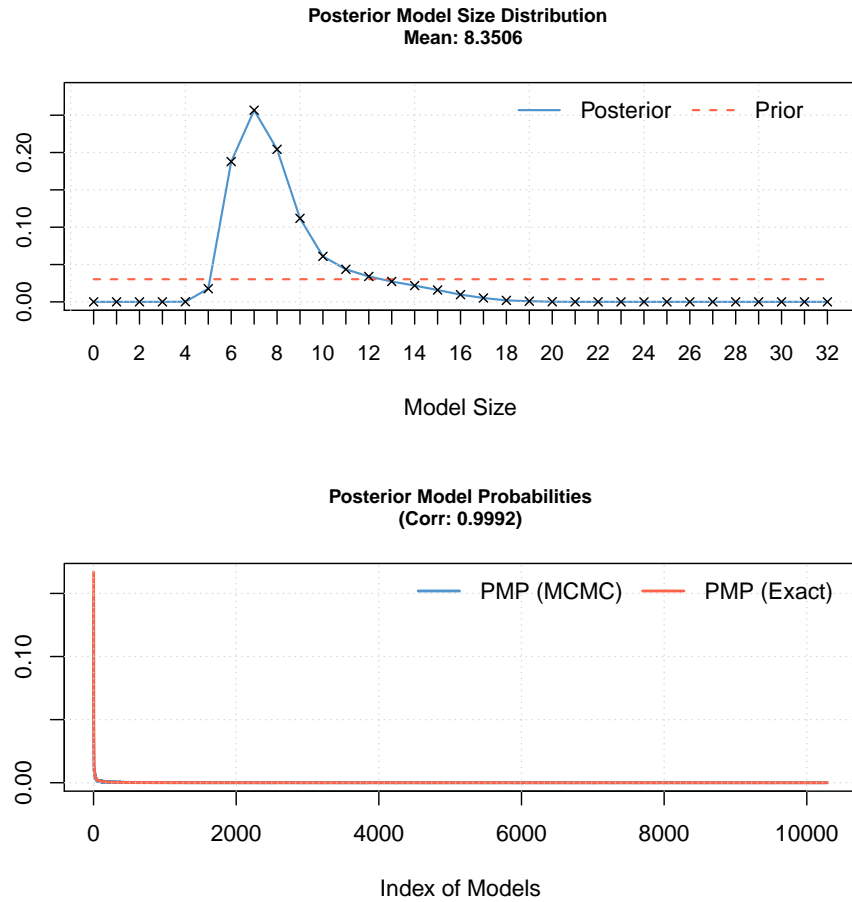 Posterior Model Size Distribution
Mean: 8.3506
Posterior Prior
0.20
0.10
0.00
0 2 4 6 8 10 12 14 16 18 20 22 24 26 28 30 32
Model Size
Posterior Model Probabilities
(Corr: 0.9992)
PMP (MCMC) PMP (Exact)
0.10
0.00
0 2000 4000 6000 8000 10000
Index of Models